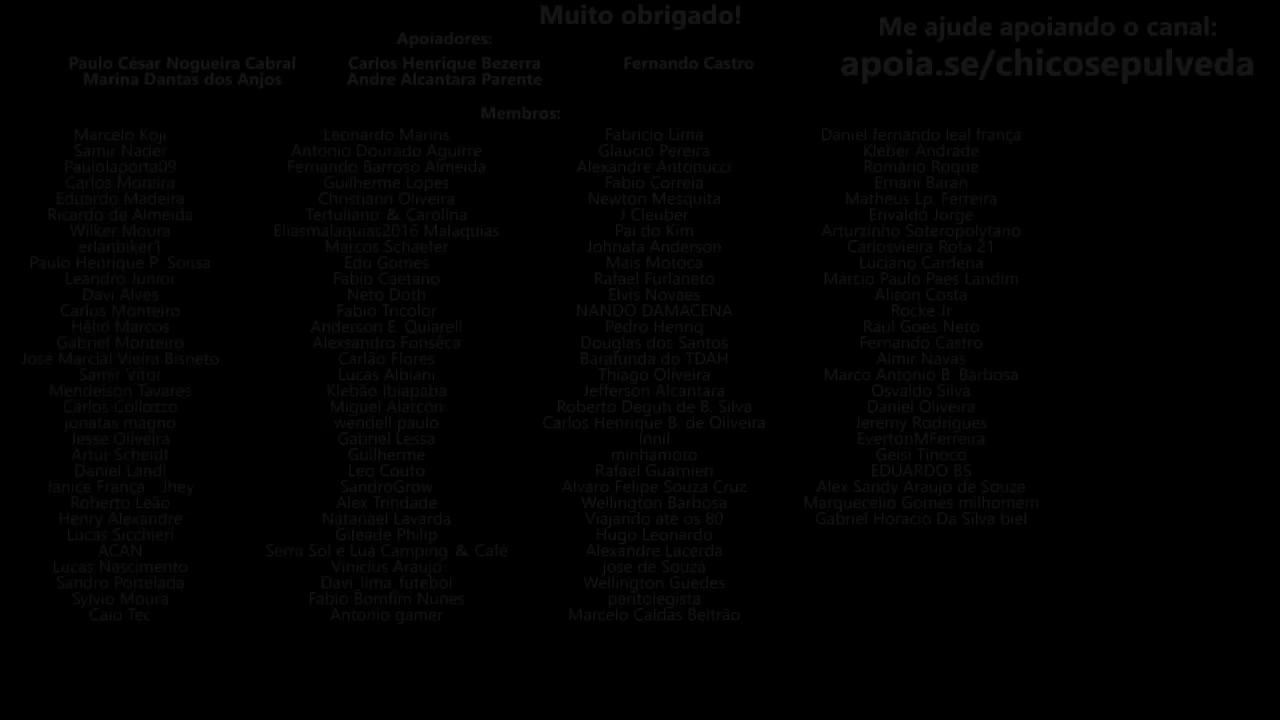 Muito obrigado!
Me ajude apoiando o canal:
apoia.se/chicosepulveda
Apoiadores:
Paulo César Nogueira Cabral
Marina Dantas dos Anjos
Carlos Henrique Bezerra
Andre Alcantara Parente
Fernando Castro
Membros:
Marcelo Koji
Samir Nader
Paulolaporta09
Carlos Monara
Eduardo Madeira
Ricardo de Almeida
Wilker Moura
erlanbiker1
Paulo Henrique P. Sousa
Leandro Junior
Davi Alves
Carlos Monteiro
Hélio Marcos
Gabriel Monteiro
Jose Marcial Vieira Bisneto
Samir Vitor
Mendelson Tavares
Carlos Collozzo
jonatas magno
Jesse Oliveira
Artur Scheidt
Daniel Landi
Janice França _Jhey
Roberto Leão
Henry Alexandre
Lucas Sicchieri
ACAN
Lucas Nascimento
Sandro Portelada
Sylvio Moura
Caio Tec
Leonardo Marins
Antonio Dourado Aguirre
Fernando Barroso Almeida
Guilherme Lopes
Christiann Oliveira
Tertuliano & Carolina
Eliasmalaquias2016 Malaquias
Marcos Schaefer
Edu Gomes
Fabio Caetano
Neto Doth
Fabio Tricolor
Anderson E. Quiarell
Alexsandro Fonsêca
Carlão Flores
Lucas Albiani
Klebão Ibiapaba
Miguel Alarcon
wendell paulo
Gabriel Lessa
Guilherme
Leo Couto
SandroGrow
Alex Trindade
Natanael Lavarda
Gileade Philip
Serra Sol e Lua Camping & Café
Vinicius Araujo
Davi_lima_futebol
Fabio Bomfim Nunes
Antonio gamer
Fabricio Lima
Glaucio Pereira
Alexandre Antonucci
Fabio Correia
Newton Mesquita
J Cleuber
Pai do Kim
Johnata Anderson
Mais Motoca
Rafael Furlaneto
Elvis Novaes
NANDO DAMACENA
Pedro Henriq
Douglas dos Santos
Barafunda do TDAH
Thiago Oliveira
Jefferson Alcantara
Roberto Deguti de B. Silva
Carlos Henrique B. de Oliveira
Innil
minhamoto
Rafael Guarnieri
Alvaro Felipe Souza Cruz
Wellington Barbosa
Viajando até os 80
Hugo Leonardo
Alexandre Lacerda
jose de Souza
Wellington Guedes
peritolegista
Marcelo Caldas Beltrão
Daniel fernando leal frança
Kleber Andrade
Romário Roque
Ernani Baran
Matheus Lp. Ferreira
Erivaldo Jorge
Arturzinho Soteropolytano
Carlosvieira Rota 21
Luciano Cardena
Márcio Paulo Paes Landim
Alison Costa
Rocke Jr
Raul Goes Neto
Fernando Castro
Almir Navas
Marco Antonio B. Barbosa
Osvaldo Silva
Daniel Oliveira
Jeremy Rodrigues
EvertonMFerreira
Geisi Tinoco
EDUARDO BS
Alex Sandy Araujo de Souze
Marquecelio Gomes milhomem
Gabriel Horacio Da Silva biel